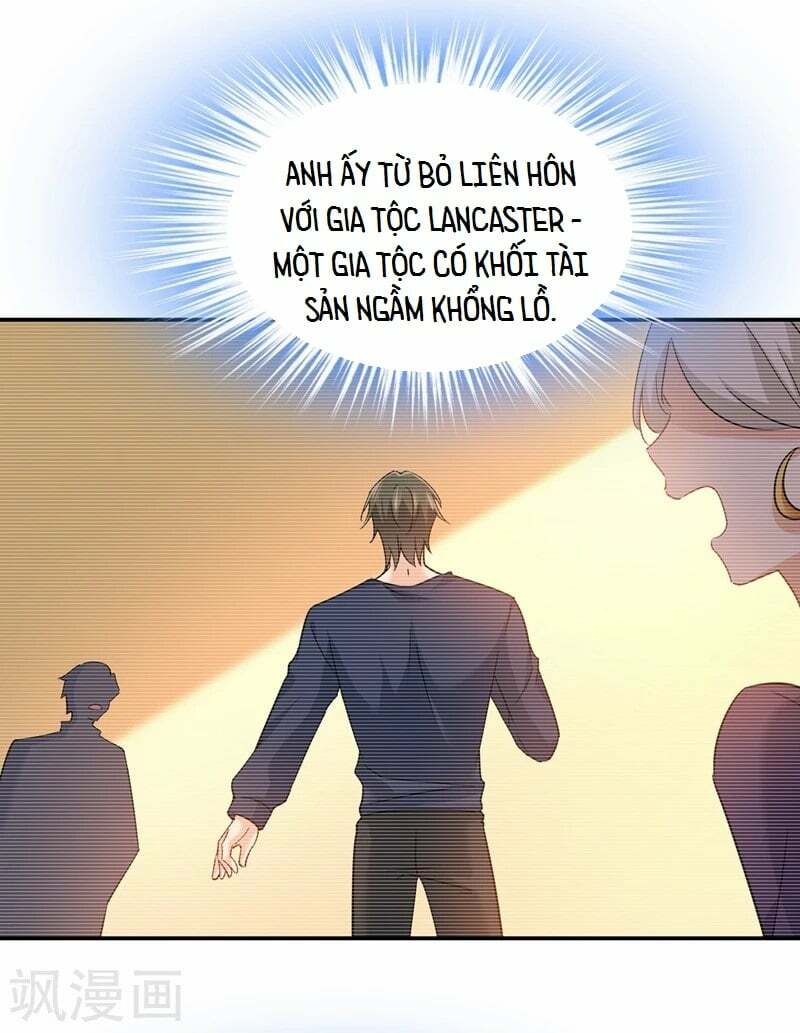 ANH ẤY TỪ BỎ LIÊN HÔN
VỚI GIA TỘC LANCASTER -
MỘT GIA TỘC CÓ KHỐI TÀI
SẢN NGẦM KHỔNG LỒ.
飒漫画